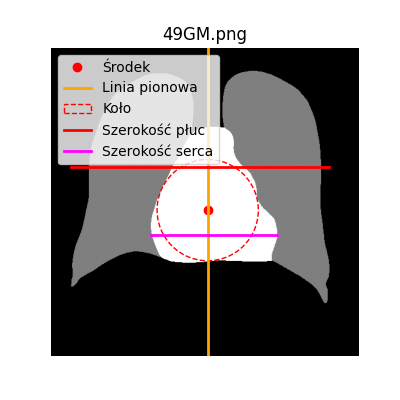 49GM.png
Środek
Linia pionowa
Koło
Szerokość płuc
Szerokość serca